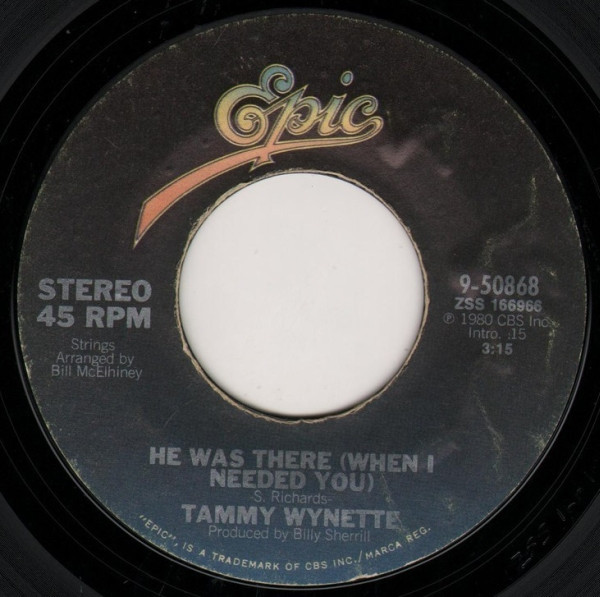 Epic
STEREO
45 RPM
Strings
Arranged by
Bill McElhiney
9-50868
ZSS 166966
℗ 1980 CBS Inc.
Intro. :15
3:15
HE WAS THERE (WHEN I
NEEDED YOU)
-S. Richards-
TAMMY WYNETTE
Produced by Billy Sherrill
"EPIC", IS A TRADEMARK OF CBS INC./MARCA REG.